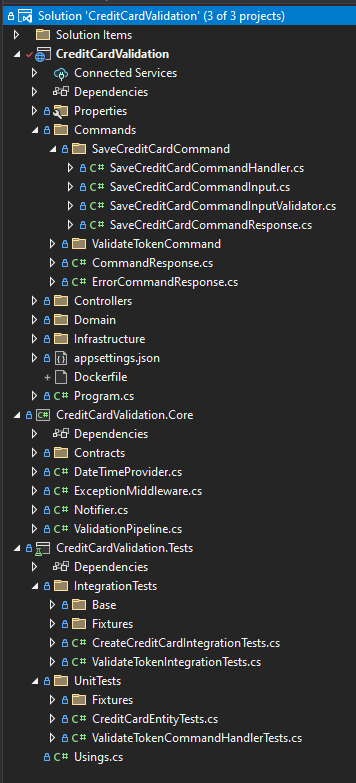 Solution 'CreditCardValidation' (3 of 3 projects)
Solution Items
CreditCardValidation
Connected Services
Dependencies
Properties
Commands
SaveCreditCardCommand
C# SaveCreditCardCommandHandler.cs
C# SaveCreditCardCommandInput.cs
C# SaveCreditCardCommandInputValidator.cs
C# SaveCreditCardCommandResponse.cs
ValidateTokenCommand
C# CommandResponse.cs
C# ErrorCommandResponse.cs
Controllers
Domain
Infrastructure
appsettings.json
Dockerfile
C# Program.cs
C# CreditCardValidation.Core
Dependencies
Contracts
C# DateTimeProvider.cs
C# ExceptionMiddleware.cs
C# Notifier.cs
C# ValidationPipeline.cs
CreditCardValidation.Tests
Dependencies
IntegrationTests
Base
Fixtures
C# CreateCreditCardIntegrationTests.cs
C# ValidateTokenIntegrationTests.cs
UnitTests
Fixtures
C# CreditCardEntityTests.cs
C# ValidateTokenCommandHandlerTests.cs
C# Usings.cs